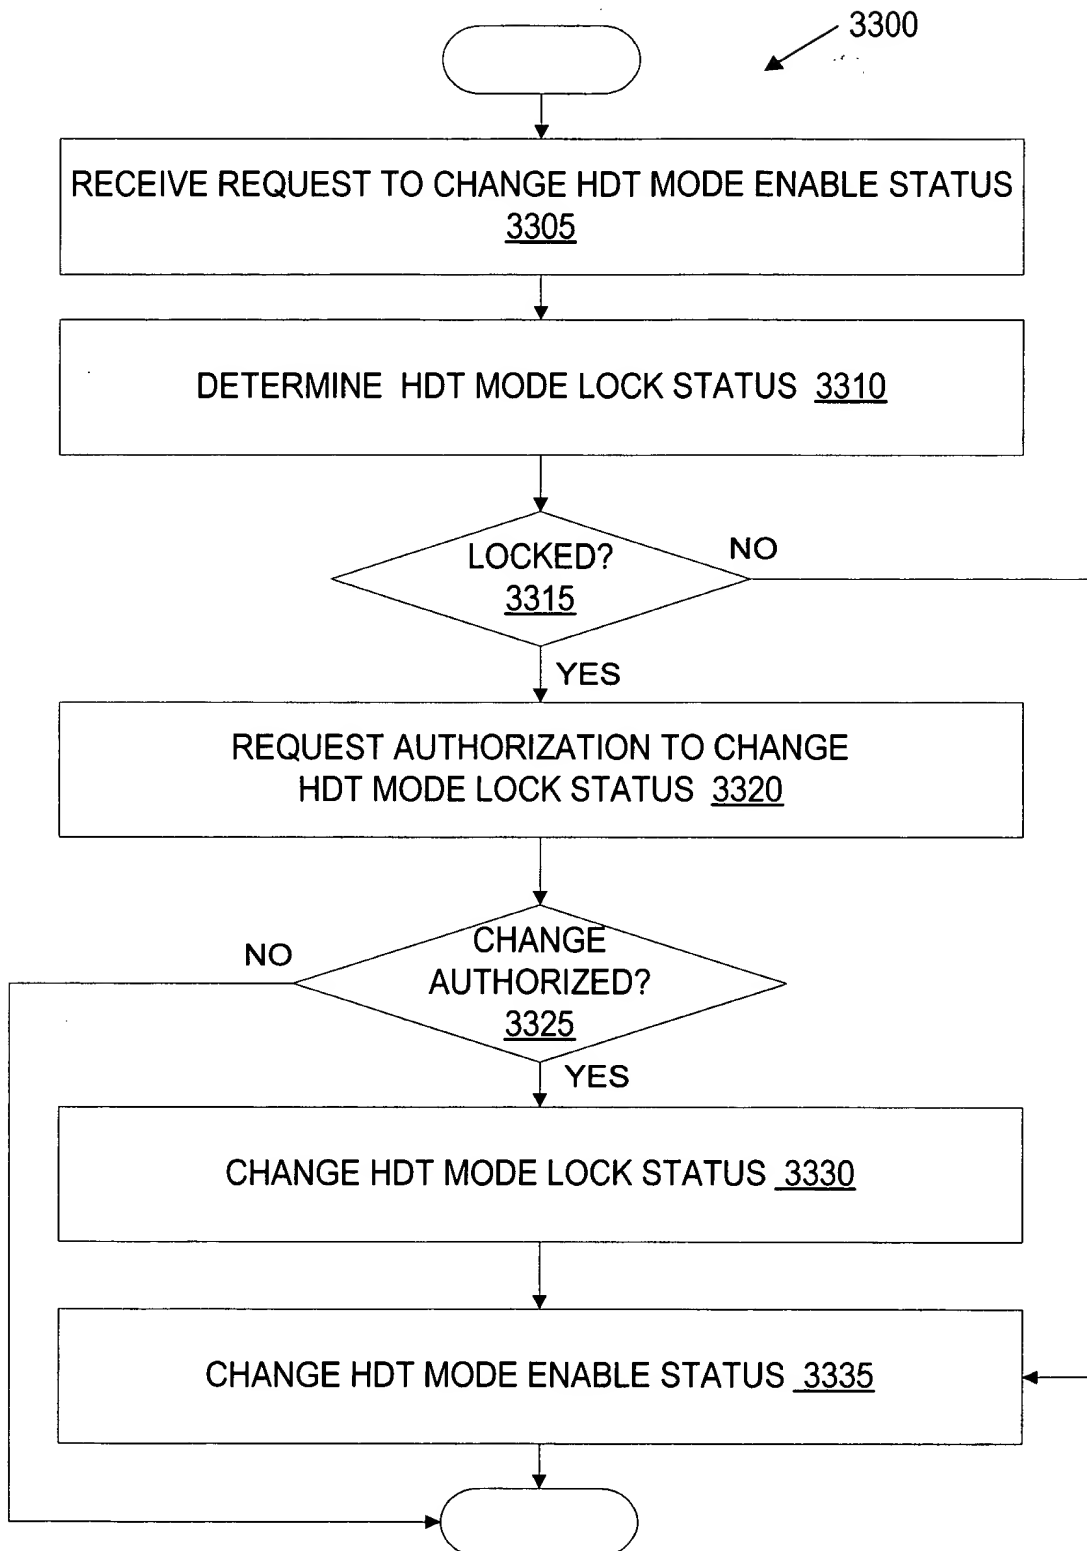 3300
RECEIVE REQUEST TO CHANGE HDT MODE ENABLE STATUS
3305
DETERMINE HDT MODE LOCK STATUS 3310
LOCKED?
3315
NO
YES
REQUEST AUTHORIZATION TO CHANGE
HDT MODE LOCK STATUS 3320
NO
CHANGE
AUTHORIZED?
3325
YES
CHANGE HDT MODE LOCK STATUS 3330
CHANGE HDT MODE ENABLE STATUS 3335